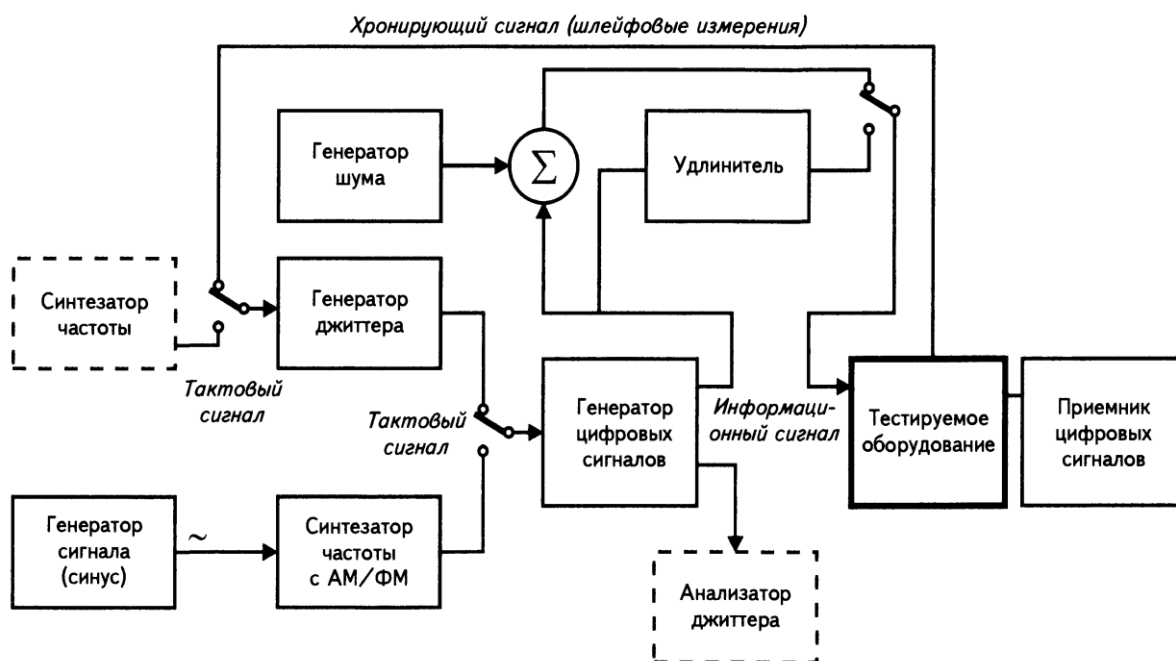 Хронирующий сигнал (шлейфовые измерения)
Генератор
шума
Σ
Удлинитель
Синтезатор
частоты
Генератор
джиттера
Тактовый
сигнал
Тактовый
сигнал
Генератор
цифровых
сигналов
Информаци-
онный сигнал
Тестируемое
оборудование
Приемник
цифровых
сигналов
Генератор
сигнала
(синус)
~
Синтезатор
частоты
с АМ/ФМ
Анализатор
джиттера